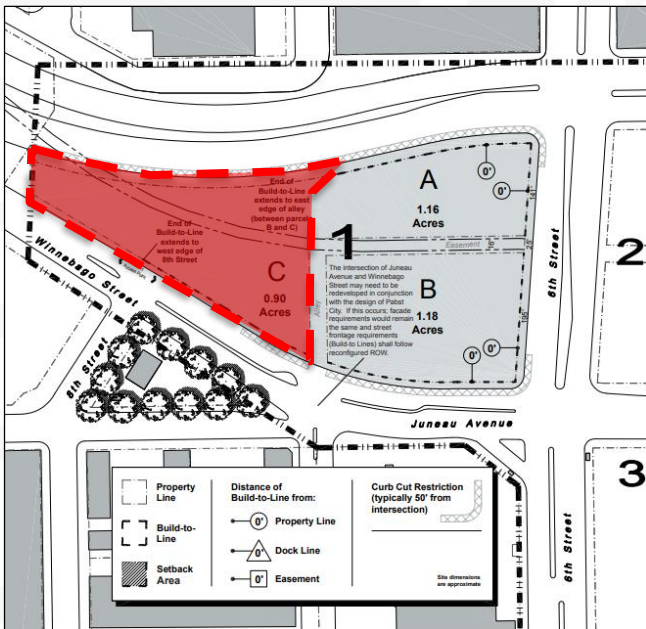 A
1.16
Acres
0'
0'
141'
End of
Build-to-Line
extends to east
edge of alley
(between parcels
B and C)
End of
Build-to-Line
extends to
west edge of
8th Street
1
Easement
16'
25'
2
6th Street
C
0.90
Acres
The intersection of Juneau
Avenue and Winnebago
Street may need to be
redeveloped in conjunction
with the design of Pabst
City. If this occurs; facade
requirements would remain
the same and street
frontage requirements
(Build-to Lines) shall follow
reconfigured ROW.
B
1.18
Acres
195'
Alley
0'
0'
Winnebago Street
8th Street
Juneau Avenue
3
6th Street
Property
Line
Build-to-
Line
Setback
Area
Distance of
Build-to-Line from:
0' Property Line
0' Dock Line
0' Easement
Curb Cut Restriction
(typically 50' from
intersection)
Site dimensions
are approximate